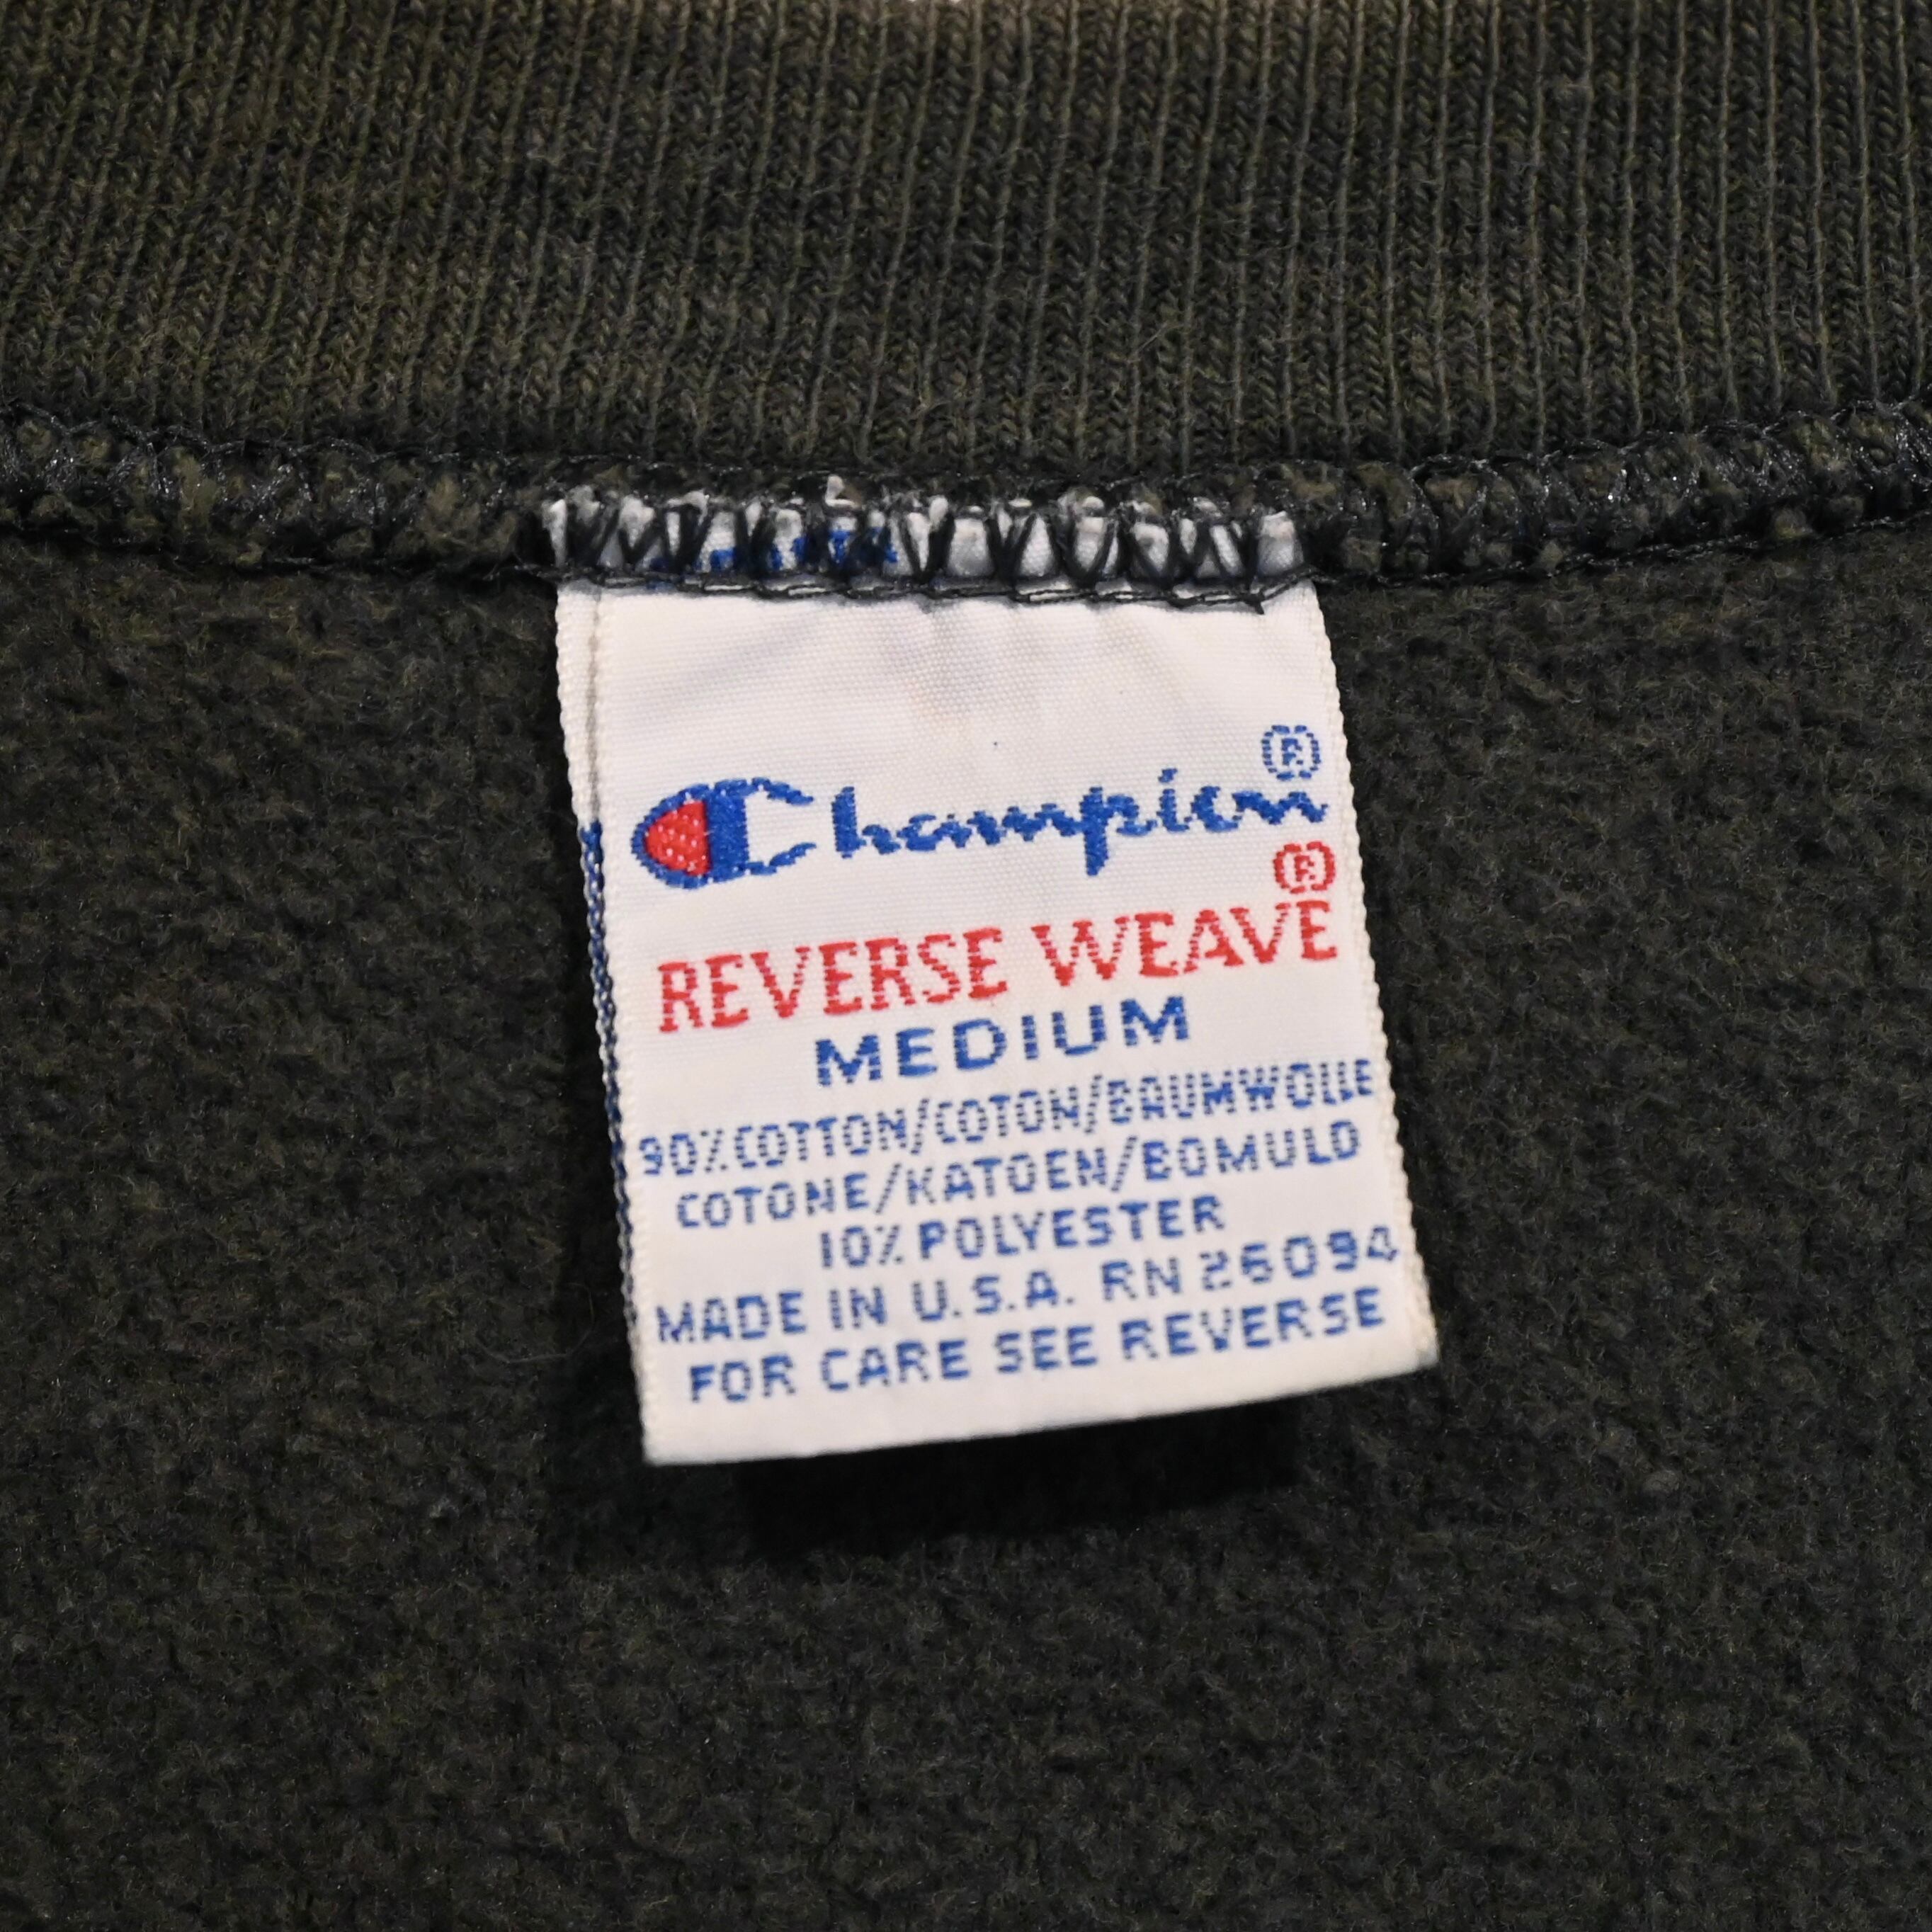 Champion®
REVERSE WEAVE®
MEDIUM
90% COTTON/COTON/BAUMWOLLE
COTONE/KATOEN/BOMULD
10% POLYESTER
MADE IN U.S.A. RN 26094
FOR CARE SEE REVERSE